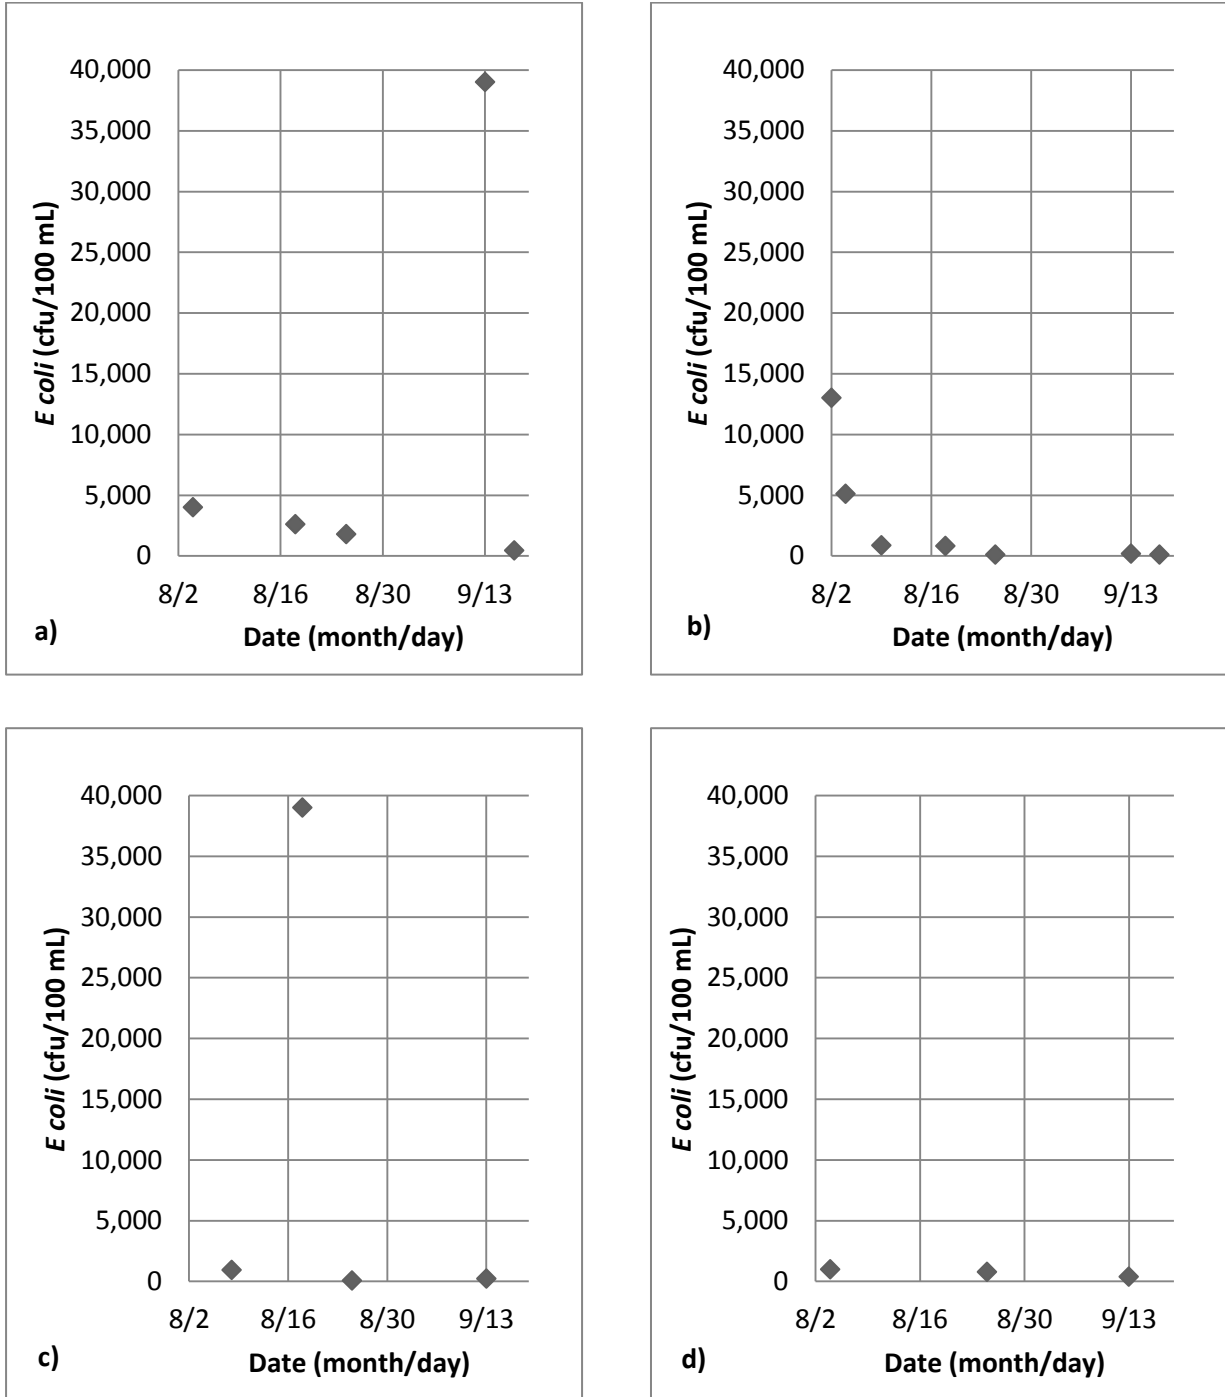 40,000
35,000
30,000
25,000
20,000
15,000
10,000
5,000
0
E coli (cfu/100 mL)
8/2 8/16 8/30 9/13
Date (month/day)
a)
40,000
35,000
30,000
25,000
20,000
15,000
10,000
5,000
0
E coli (cfu/100 mL)
8/2 8/16 8/30 9/13
Date (month/day)
b)
40,000
35,000
30,000
25,000
20,000
15,000
10,000
5,000
0
E coli (cfu/100 mL)
8/2 8/16 8/30 9/13
Date (month/day)
c)
40,000
35,000
30,000
25,000
20,000
15,000
10,000
5,000
0
E coli (cfu/100 mL)
8/2 8/16 8/30 9/13
Date (month/day)
d)